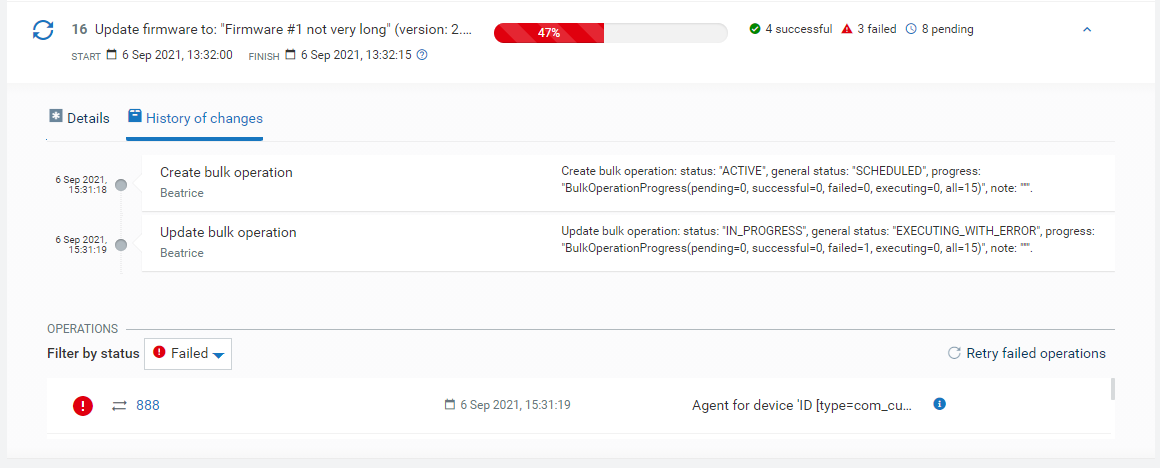 16 Update firmware to: "Firmware #1 not very long" (version: 2....
47%
4 successful 3 failed 8 pending
START 6 Sep 2021, 13:32:00 FINISH 6 Sep 2021, 13:32:15
Details History of changes
6 Sep 2021,
15:31:18
Create bulk operation
Beatrice
Create bulk operation: status: "ACTIVE", general status: "SCHEDULED", progress:
"BulkOperationProgress(pending=0, successful=0, failed=0, executing=0, all=15)", note: """.
6 Sep 2021,
15:31:19
Update bulk operation
Beatrice
Update bulk operation: status: "IN_PROGRESS", general status: "EXECUTING_WITH_ERROR", progress:
"BulkOperationProgress(pending=0, successful=0, failed=1, executing=0, all=15)", note: """.
OPERATIONS
Filter by status Failed Retry failed operations
888 6 Sep 2021, 15:31:19 Agent for device 'ID [type=com_cu...